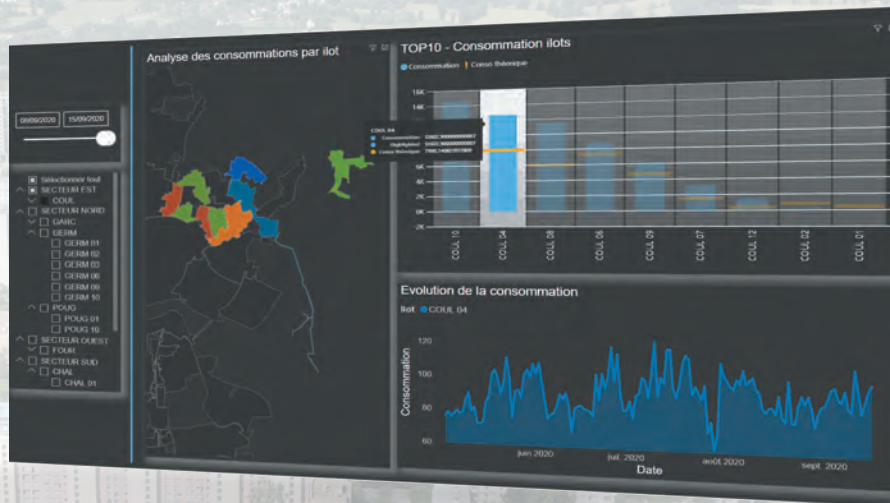 08/09/2020 15/09/2020
Sélectionner tout
SECTEUR EST
COUL
SECTEUR NORD
GARC
GERM
GERM 01
GERM 02
GERM 03
GERM 06
GERM 09
GERM 10
POUG
POUG 01
POUG 10
SECTEUR OUEST
FOUR
SECTEUR SUD
CHAL
CHAL 01
Analyse des consommations par ilot
TOP10 - Consommation ilots
Consommation Conso théorique
16K
14K
COUL 04
Consommation
Highlighted
Conso théorique
6K
4K
2K
0K
-2K
COUL 10
COUL 04
COUL 08
COUL 06
COUL 09
COUL 07
COUL 12
COUL 02
COUL 01
Evolution de la consommation
Ilot COUL 04
Consommation
120
100
80
60
juin 2020
juil. 2020
août 2020
sept. 2020
Date